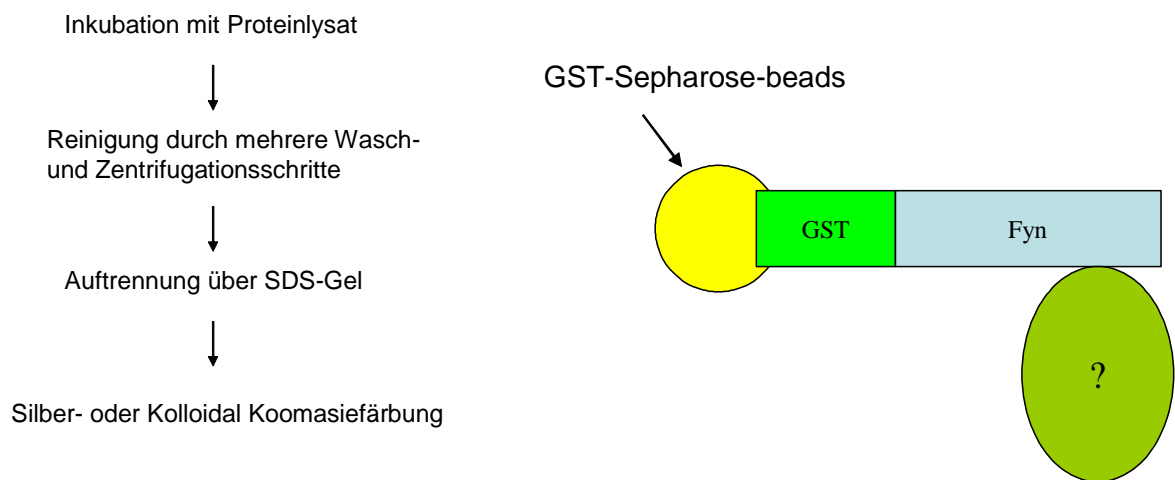 Inkubation mit Proteinlysat
Reinigung durch mehrere Wasch-
und Zentrifugationsschritte
Auftrennung über SDS-Gel
Silber- oder Kolloidal Koomasiefärbung
GST-Sepharose-beads
GST
Fyn
?